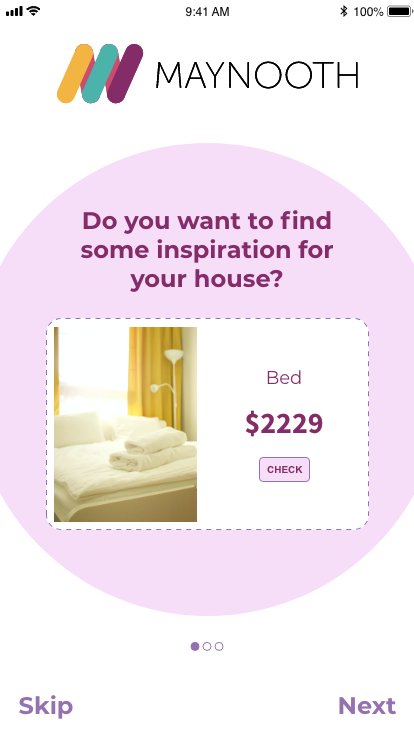 9:41 AM
100%
MAYNOOTH
Do you want to find
some inspiration for
your house?
Bed
$2229
CHECK
Skip
Next